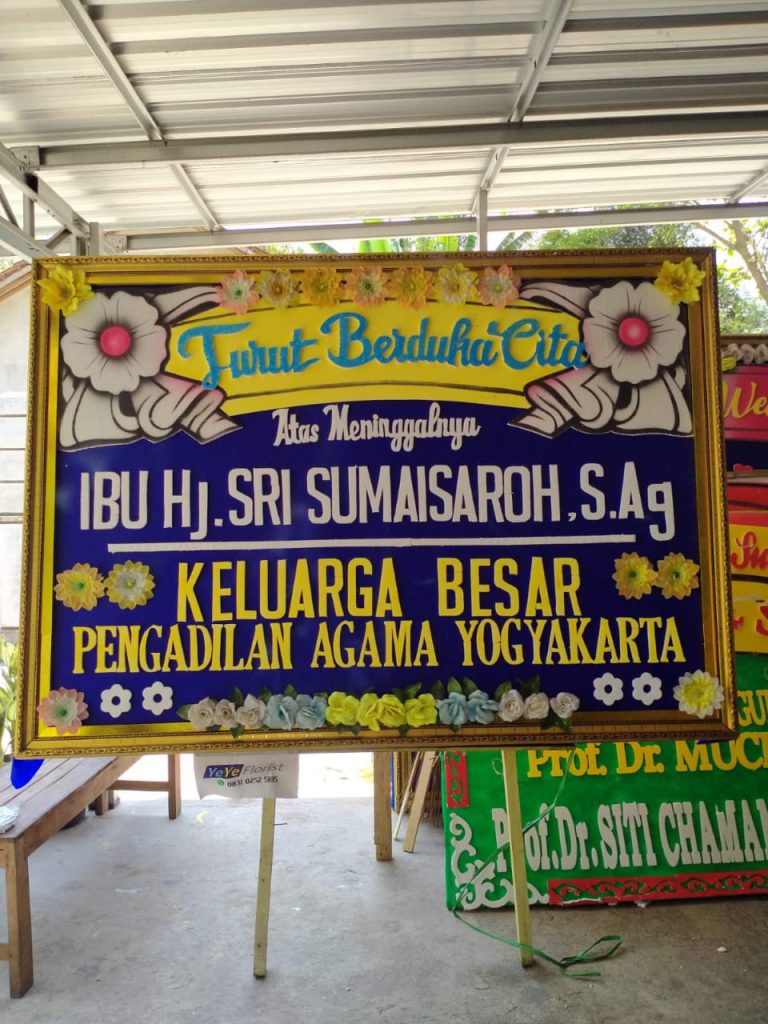 Turut Berduka Cita
Atas Meninggalnya
IBU Hj. SRI SUMAISAROH, S.Ag
KELUARGA BESAR
PENGADILAN AGAMA YOGYAKARTA
YeYe Florist
0831 0252 5185
Prof. Dr.
Prof. Dr. SITI